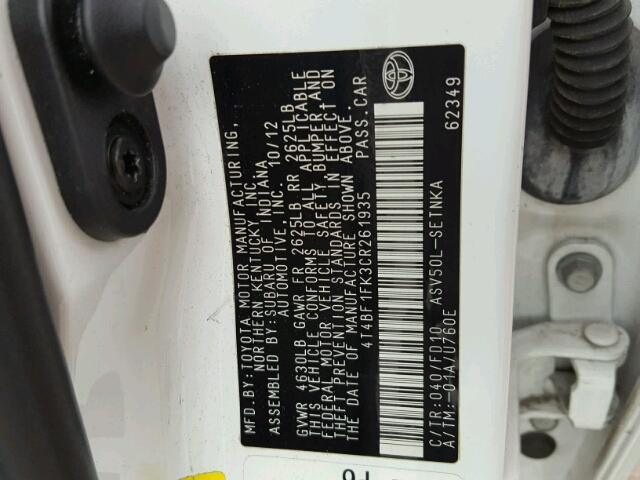 MFD. BY:TOYOTA MOTOR MANUFACTURING,
NORTHERN KENTUCKY, INC.
ASSEMBLED BY:SUBARU OF INDIANA
AUTOMOTIVE, INC. 10/12
GVWR 4630LB GAWR FR 2625LB RR 2625LB
THIS VEHICLE CONFORMS TO ALL APPLICABLE
FEDERAL MOTOR VEHICLE SAFETY BUMPER AND
THEFT PREVENTION STANDARDS IN EFFECT ON
THE DATE OF MANUFACTURE SHOWN ABOVE.
4T4BF1FK3CR261935 PASS.CAR
C/TR:040/FD10 ASV50L-SETNKA
A/TM:-01A/U760E
62349